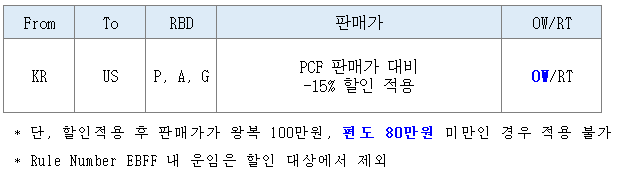 From To RBD 판매가 OW/RT
KR US P, A, G PCF 판매가 대비
-15% 할인 적용 OW/RT
* 단, 할인적용 후 판매가가 왕복 100만원, 편도 80만원 미만인 경우 적용 불가
* Rule Number EBFF 내 운임은 할인 대상에서 제외